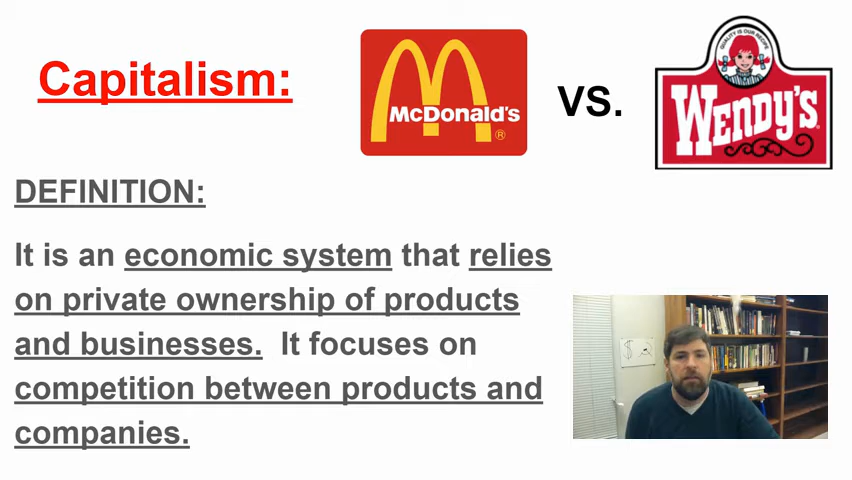 Capitalism:
McDonald's
®
VS.
QUALITY IS OUR RECIPE
WENDY'S
DEFINITION:
It is an economic system that relies
on private ownership of products
and businesses. It focuses on
competition between products and
companies.
$